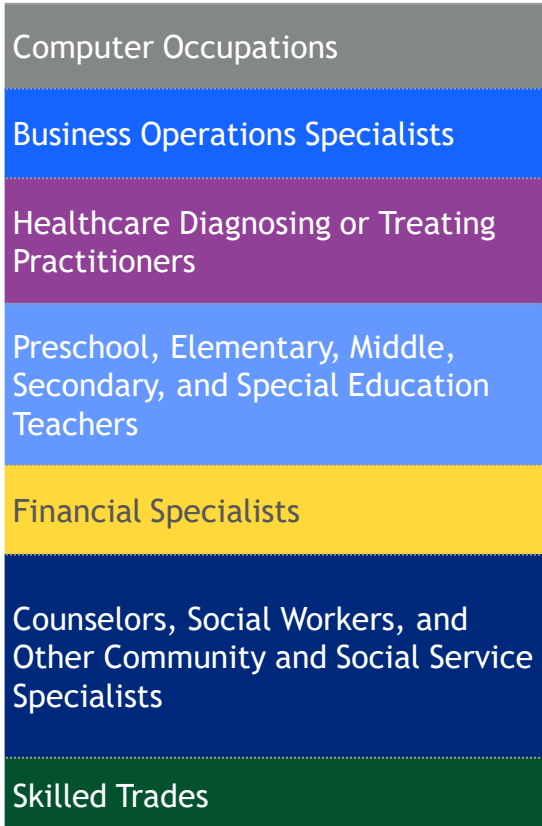 Computer Occupations
Business Operations Specialists
Healthcare Diagnosing or Treating
Practitioners
Preschool, Elementary, Middle,
Secondary, and Special Education
Teachers
Financial Specialists
Counselors, Social Workers, and
Other Community and Social Service
Specialists
Skilled Trades